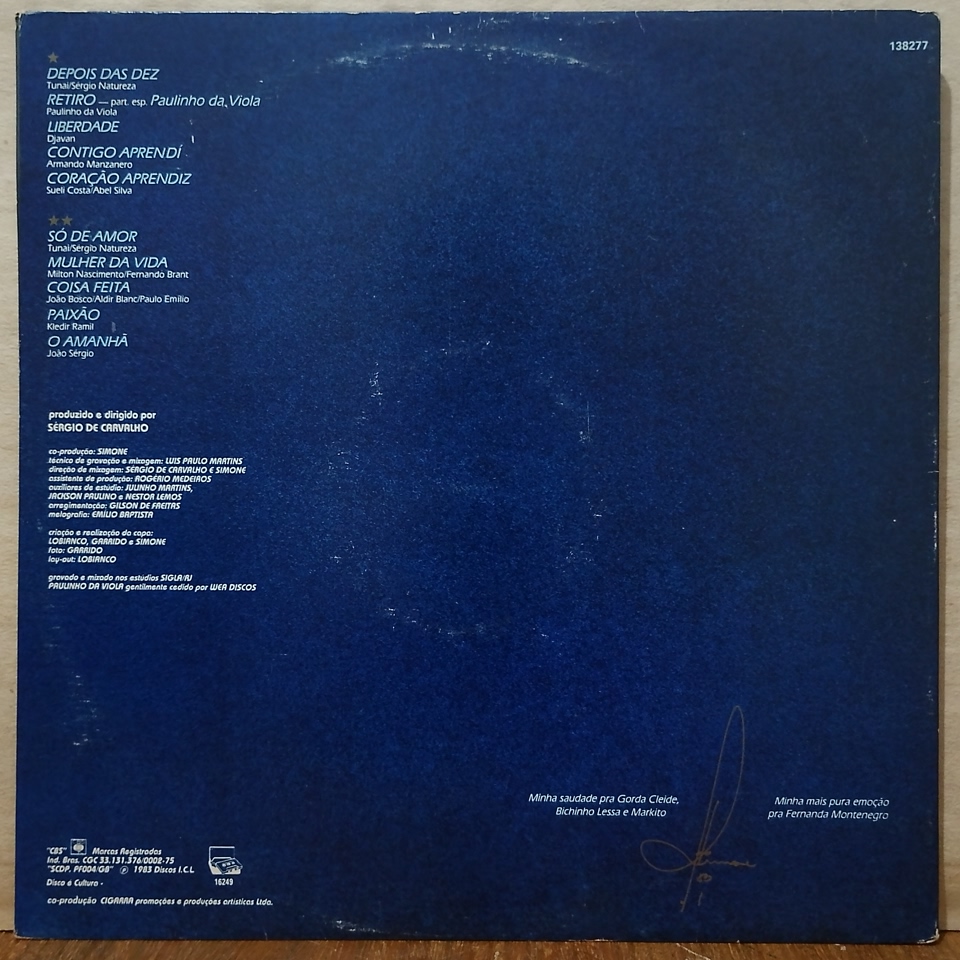 138277
★
DEPOIS DAS DEZ
Tunai/Sérgio Natureza
RETIRO — part. esp. Paulinho da Viola
Paulinho da Viola
LIBERDADE
Djavan
CONTIGO APRENDÍ
Armando Manzanero
CORAÇÃO APRENDIZ
Sueli Costa/Abel Silva
★★
SÓ DE AMOR
Tunai/Sérgio Natureza
MULHER DA VIDA
Milton Nascimento/Fernando Brant
COISA FEITA
João Bosco/Aldir Blanc/Paulo Emílio
PAIXÃO
Kledir Ramil
O AMANHÃ
João Sérgio
produzido e dirigido por
SÉRGIO DE CARVALHO
co-produção: SIMONE
técnico de gravação e mixagem: LUIS PAULO MARTINS
direção de mixagem: SÉRGIO DE CARVALHO E SIMONE
assistente de produção: ROGÉRIO MEDEIROS
auxiliares de estúdio: JULINHO MARTINS,
JACKSON PAULINO e NESTOR LEMOS
arregimentação: GILSON DE FREITAS
melografia: EMÍLIO BAPTISTA
criação e realização da capa:
LOBIANCO, GARRIDO e SIMONE
foto: GARRIDO
lay-out: LOBIANCO
gravado e mixado nos estúdios SIGLA/RJ
PAULINHO DA VIOLA gentilmente cedido por WEA DISCOS
Minha saudade pra Gorda Cleide,
Bichinho Lessa e Markito
Minha mais pura emoção
pra Fernanda Montenegro
Simone
"CBS" Marcas Registradas
Ind. Bras. CGC 33.131.376/0002-75
"SCDP. PF004/GB" ℗ 1983 Discos I.C.L
Disco é Cultura
16249
co-produção CIGARRA promoções e produções artísticas Ltda.